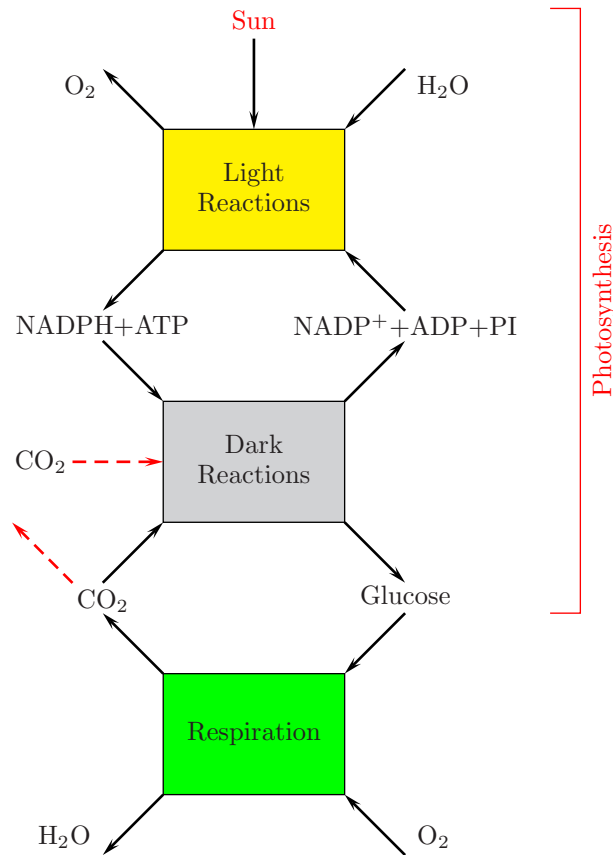 Sun
O₂
H₂O
Light
Reactions
NADPH+ATP
NADP⁺+ADP+PI
Photosynthesis
Dark
Reactions
CO₂
CO₂
Glucose
Respiration
H₂O
O₂